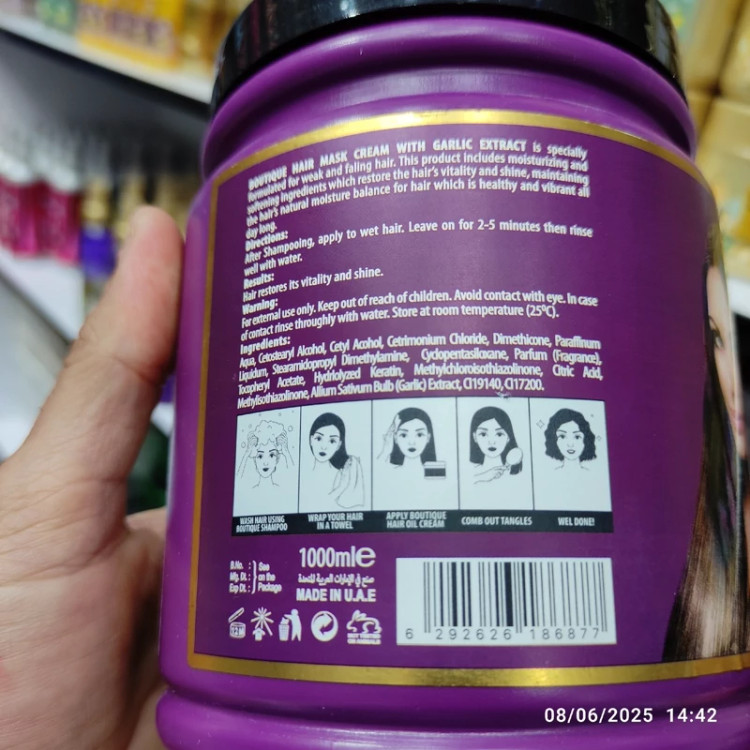 BOUTIQUE HAIR MASK CREAM WITH GARLIC EXTRACT is specially
formulated for weak and faling hair. This product includes moisturizing and
softening ingredients which restore the hair's vitality and shine, maintaining
the hair's natural moisture balance for hair which is healthy and vibrant all
day long.
Directions:
After Shampooing, apply to wet hair. Leave on for 2-5 minutes then rinse
well with water.
Results:
Hair restores its vitality and shine.
Warning:
For external use only. Keep out of reach of children. Avoid contact with eye. In case
of contact rinse throughly with water. Store at room temperature (25ºC).
Ingredients:
Aqua, Cetostearyl Alcohol, Cetyl Acohol, Cetrimonium Chloride, Dimethicone, Paraffinum
Liquidum, Stearamidopropyl Dimethylamine, Cyclopentasiloxane, Parfum (Fragrance),
Tocopheryl Acetate, Hydrlolyzed Keratin, Methylchloroisothiazolinone, Citric Acid,
Methylisothiazolinone, Allium Sativum Bulb (Garlic) Extract, CI19140, CI17200.
WASH HAIR USING
BOUTIQUE SHAMPOO
WRAP YOUR HAIR
IN A TOWEL
APPLY BOUTIQUE
HAIR OIL CREAM
COMB OUT TANGLES
WEL DONE!
B.No. :
Mfg. Dt. :
Exp Dt. :
See
on the
Package
1000ml e
صنع في الإمارات العربية المتحدة
MADE IN U.A.E
6 292626 186877
08/06/2025 14:42